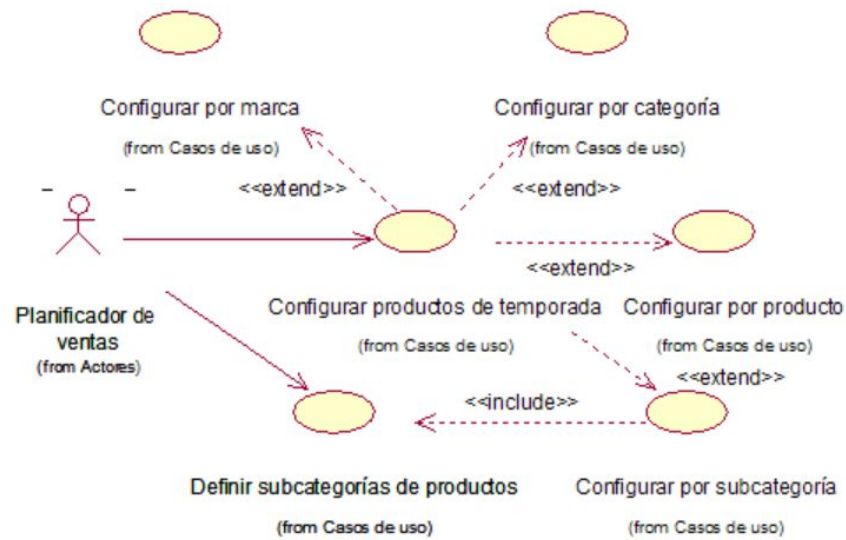 Configurar por marca
(from Casos de uso)
Configurar por categoría
(from Casos de uso)
<<extend>>
<<extend>>
<<extend>>
Planificador de
ventas
(from Actores)
Configurar productos de temporada
(from Casos de uso)
Configurar por producto
(from Casos de uso)
<<extend>>
<<include>>
Definir subcategorías de productos
(from Casos de uso)
Configurar por subcategoría
(from Casos de uso)